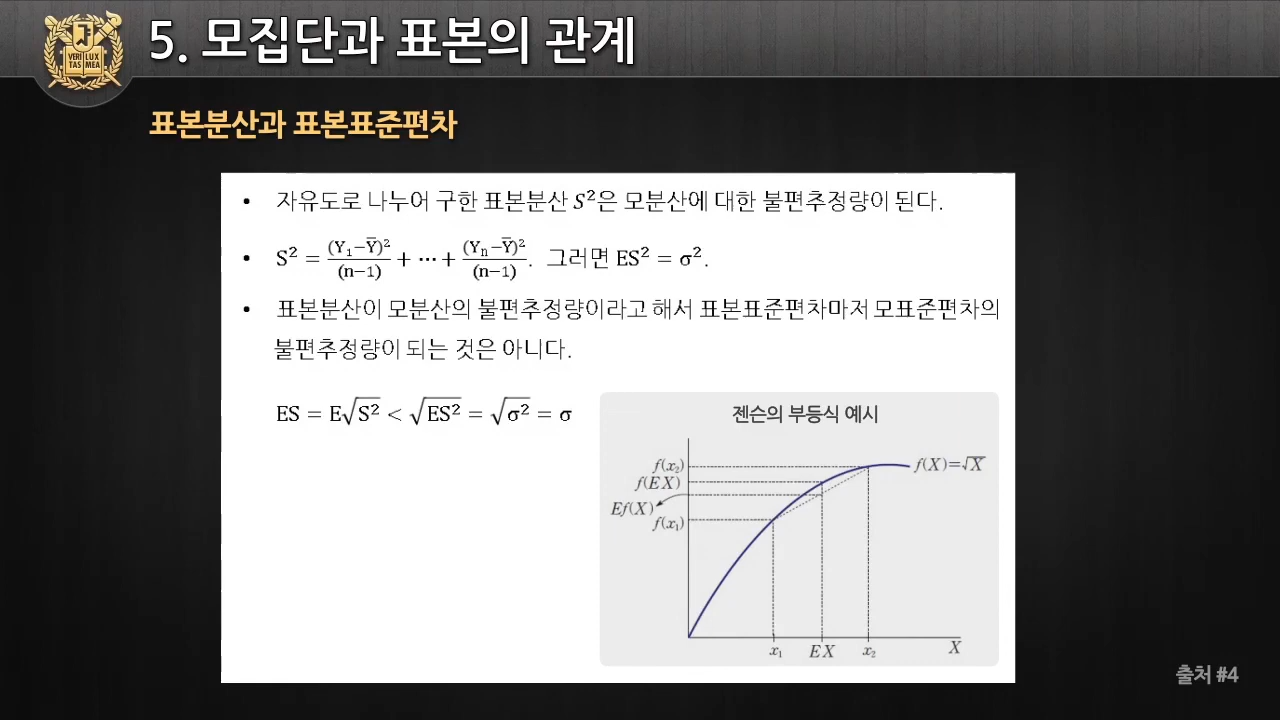 5. 모집단과 표본의 관계
VERI LUX
TAS MEA
표본분산과 표본표준편차
• 자유도로 나누어 구한 표본분산 S²은 모분산에 대한 불편추정량이 된다.
• S² = (Y₁−Y̅)²/(n−1) + ⋯ + (Yₙ−Y̅)²/(n−1). 그러면 ES² = σ².
• 표본분산이 모분산의 불편추정량이라고 해서 표본표준편차마저 모표준편차의
불편추정량이 되는 것은 아니다.
ES = E√S² < √ES² = √σ² = σ
젠슨의 부등식 예시
f(x₂)
f(X)=√X
f(EX)
Ef(X)
f(x₁)
x₁ EX x₂ X
출처 #4